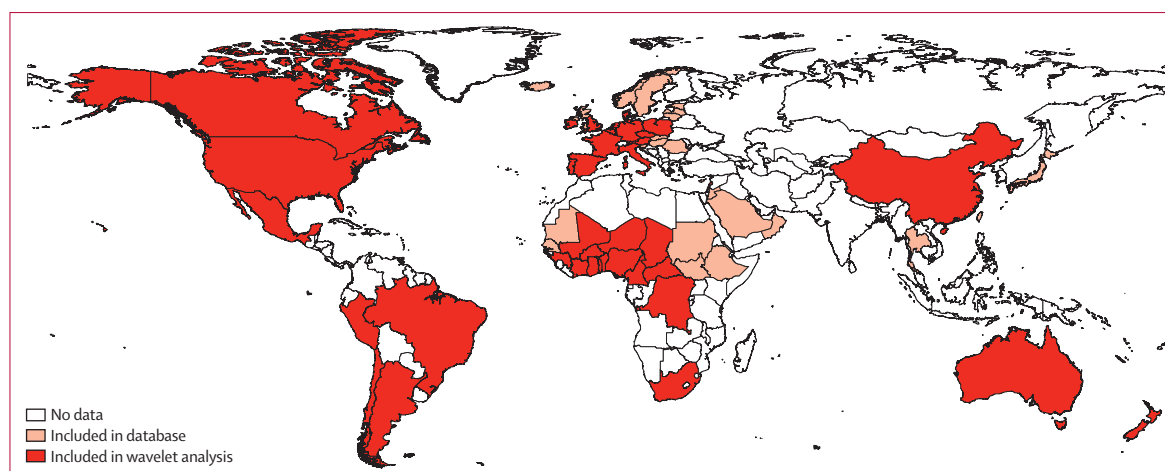 No data
Included in database
Included in wavelet analysis